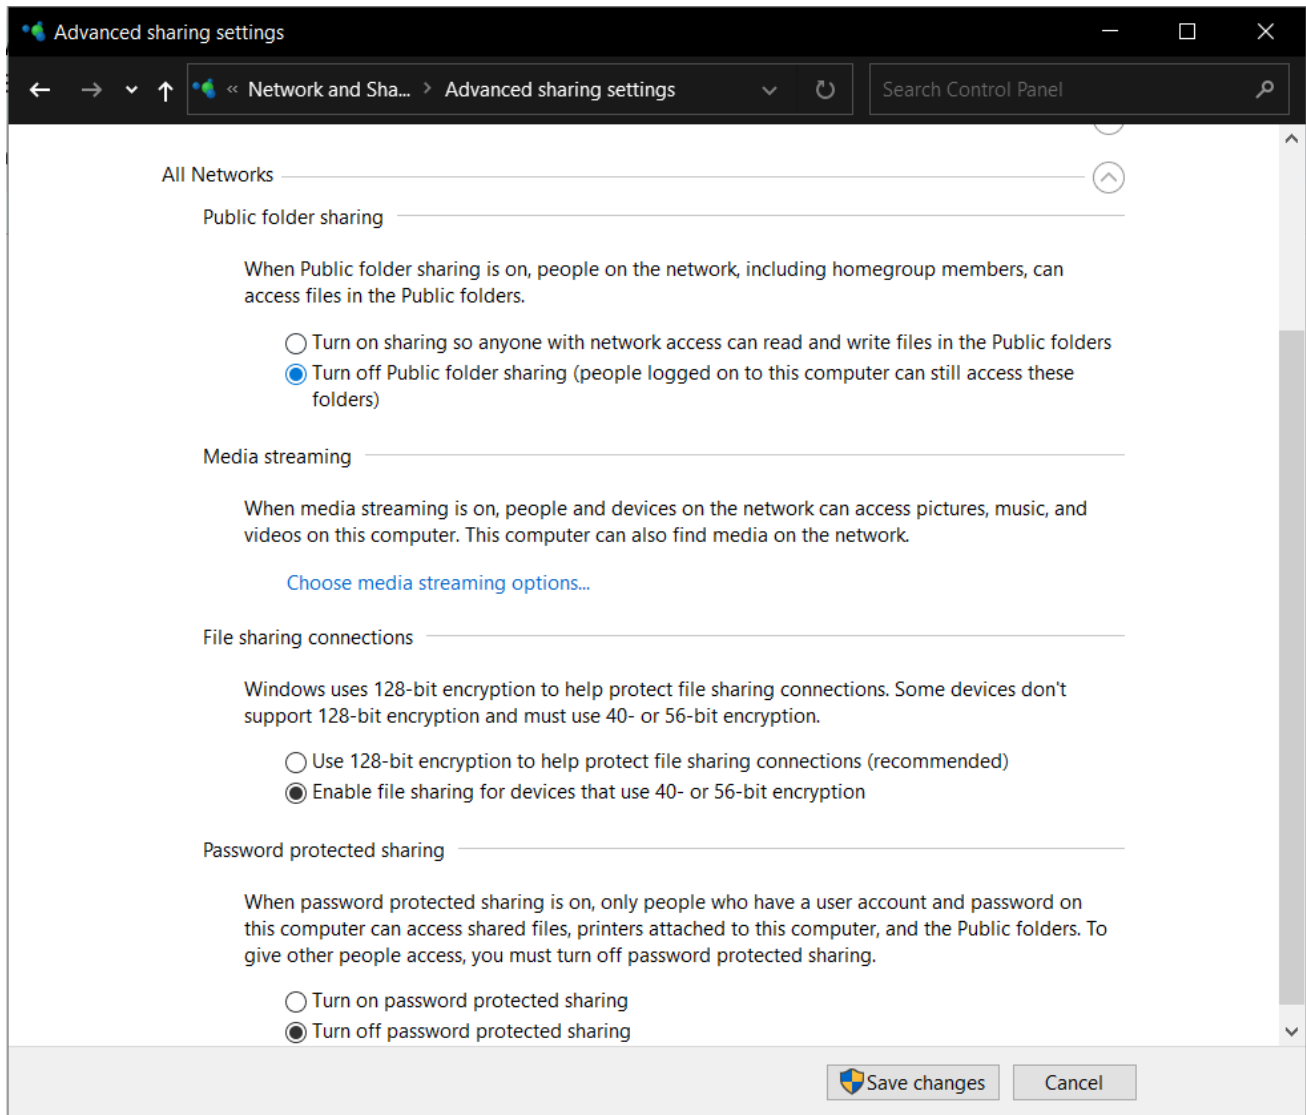 Advanced sharing settings
« Network and Sha... > Advanced sharing settings
Search Control Panel
All Networks
Public folder sharing
When Public folder sharing is on, people on the network, including homegroup members, can
access files in the Public folders.
Turn on sharing so anyone with network access can read and write files in the Public folders
Turn off Public folder sharing (people logged on to this computer can still access these
folders)
Media streaming
When media streaming is on, people and devices on the network can access pictures, music, and
videos on this computer. This computer can also find media on the network.
Choose media streaming options...
File sharing connections
Windows uses 128-bit encryption to help protect file sharing connections. Some devices don't
support 128-bit encryption and must use 40- or 56-bit encryption.
Use 128-bit encryption to help protect file sharing connections (recommended)
Enable file sharing for devices that use 40- or 56-bit encryption
Password protected sharing
When password protected sharing is on, only people who have a user account and password on
this computer can access shared files, printers attached to this computer, and the Public folders. To
give other people access, you must turn off password protected sharing.
Turn on password protected sharing
Turn off password protected sharing
Save changes
Cancel